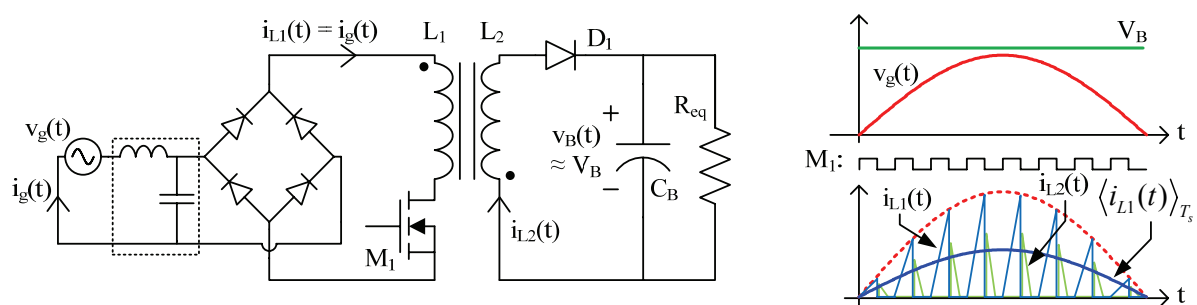 i_L1(t) = i_g(t)
L_1
L_2
D_1
v_g(t)
i_g(t)
M_1
i_L2(t)
+
v_B(t)
≈ V_B
−
C_B
R_eq
V_B
v_g(t)
t
M_1:
i_L1(t)
i_L2(t)
⟨i_L1(t)⟩_T_s
t